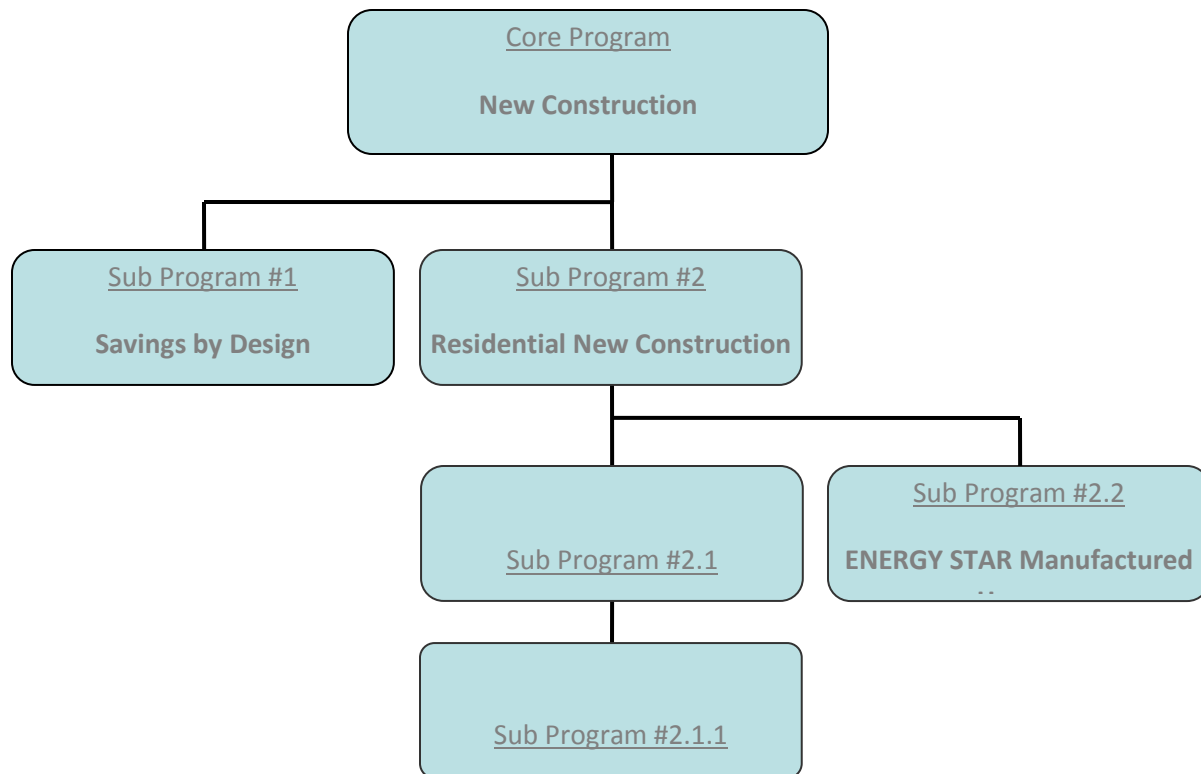 Core Program
New Construction
Sub Program #1
Savings by Design
Sub Program #2
Residential New Construction
Sub Program #2.1
Sub Program #2.2
ENERGY STAR Manufactured
Sub Program #2.1.1